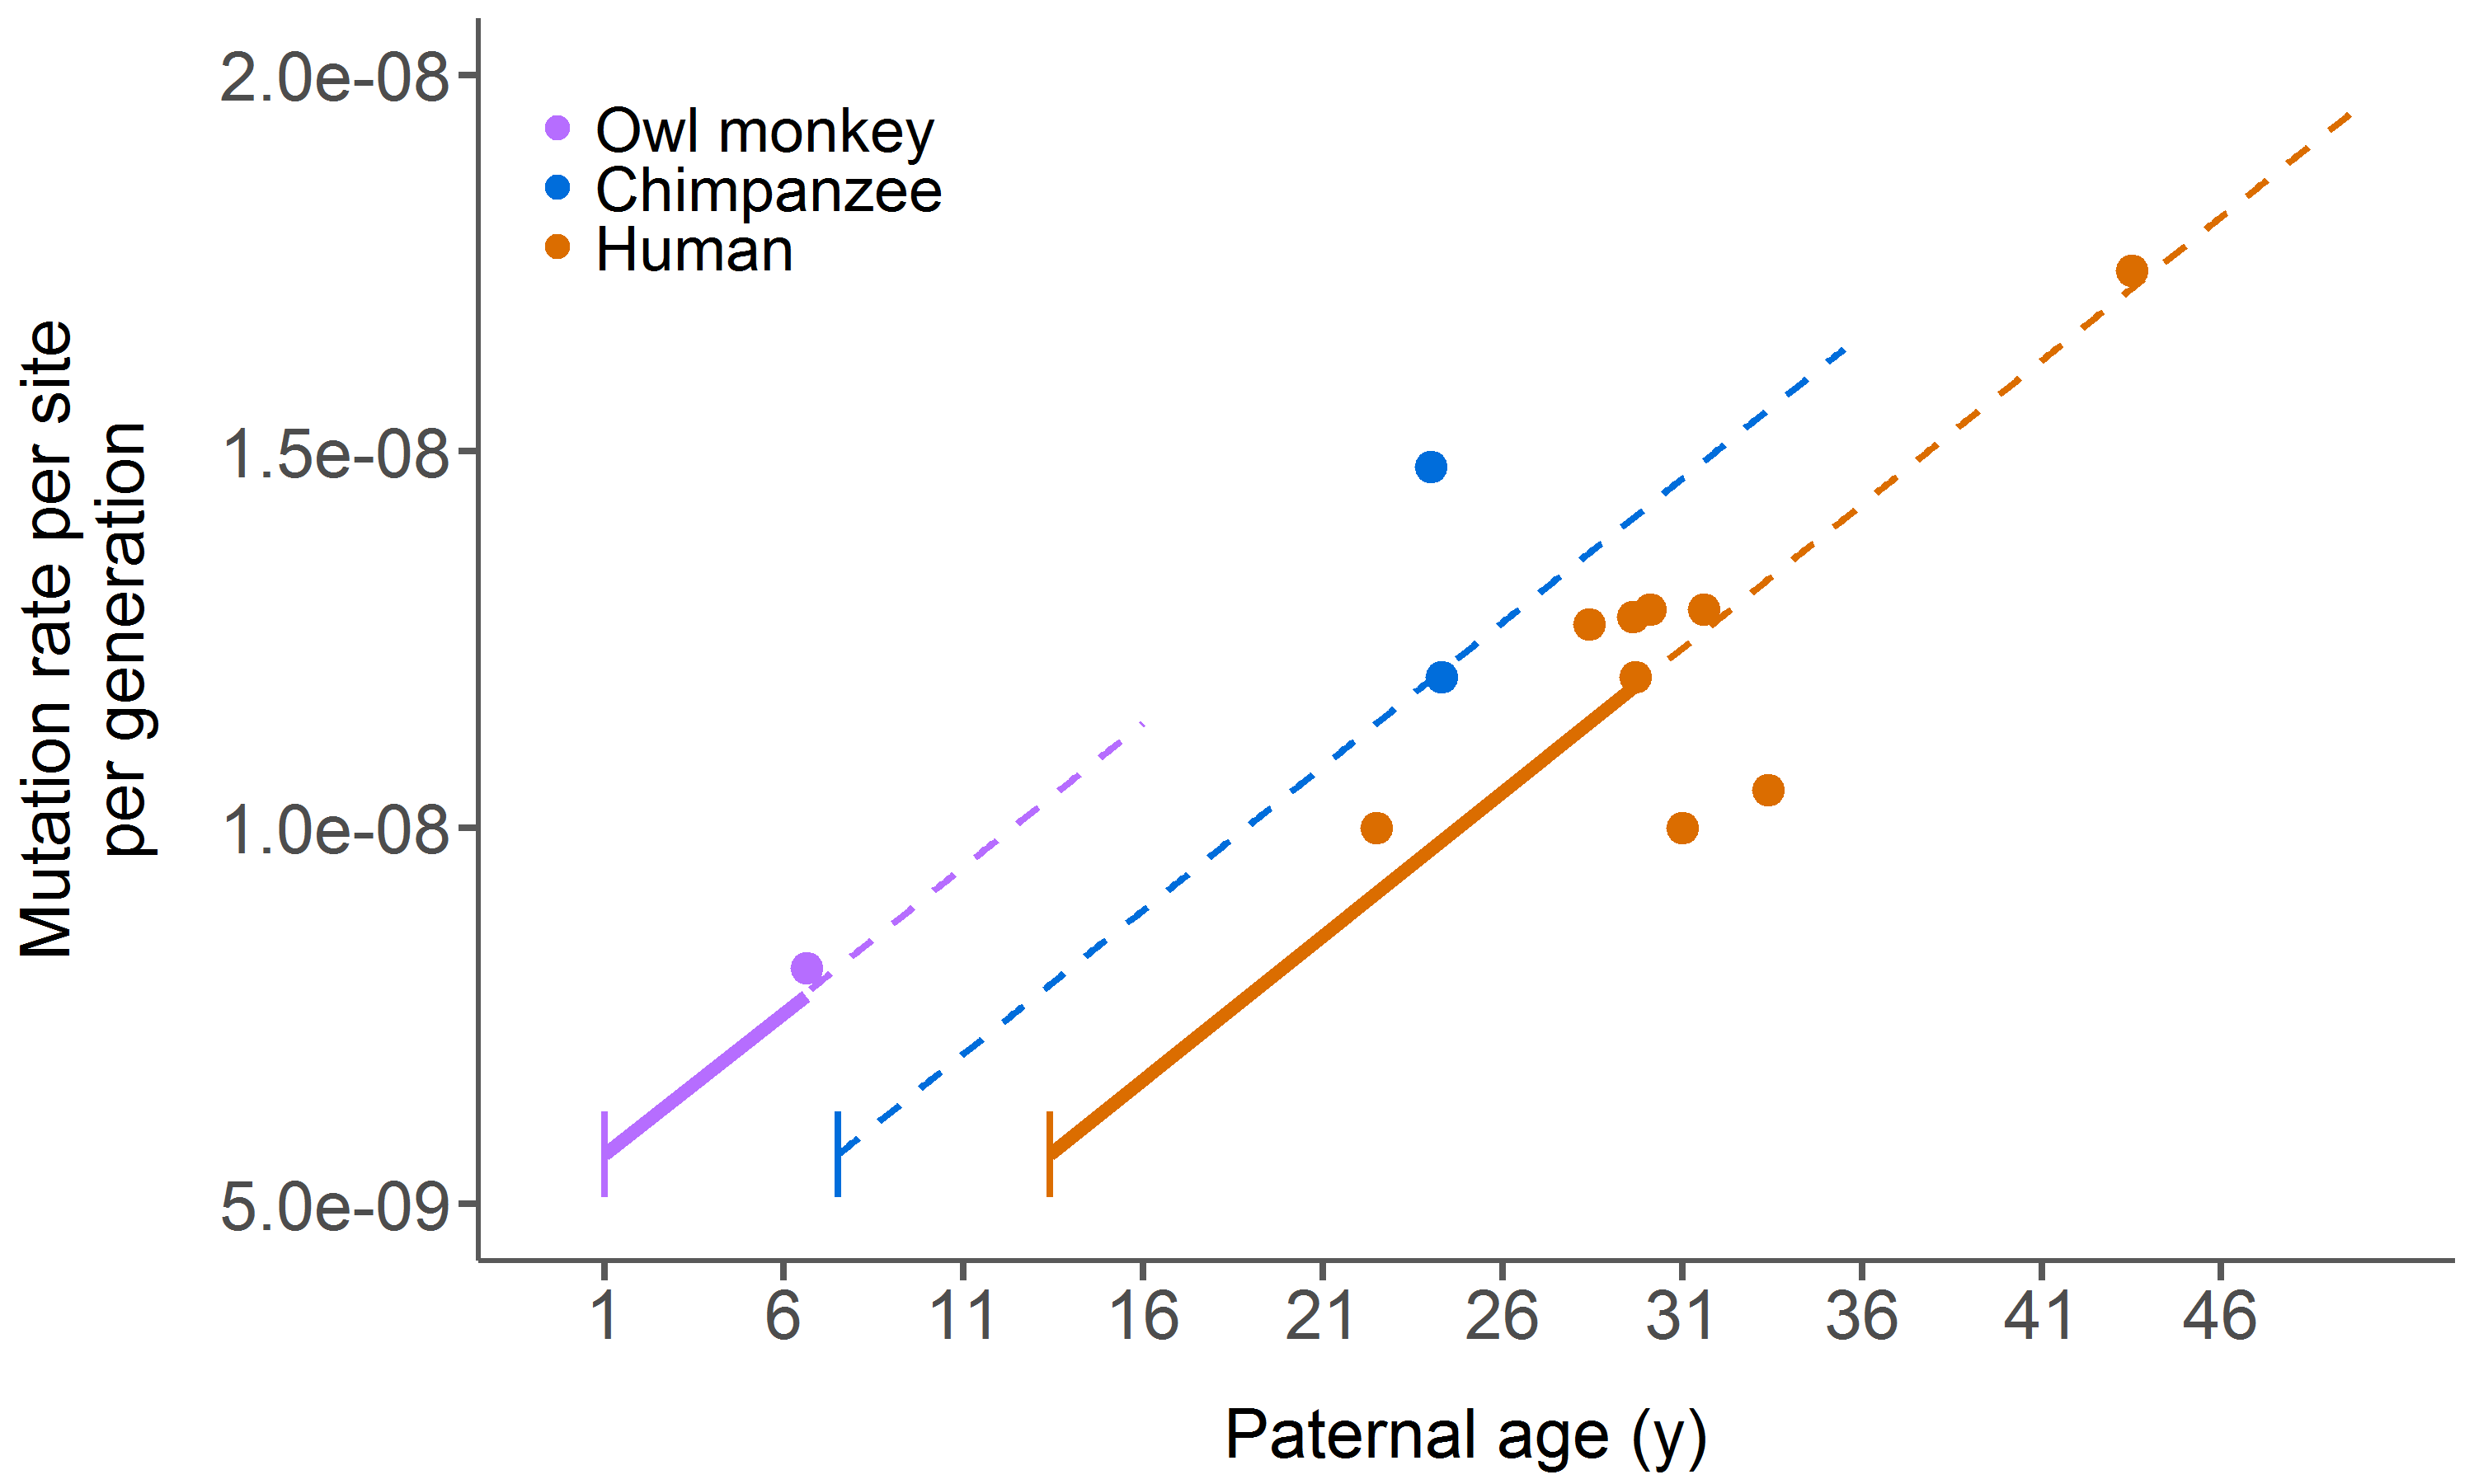 Mutation rate per site
per generation
2.0e-08
1.5e-08
1.0e-08
5.0e-09
Owl monkey
Chimpanzee
Human
1 6 11 16 21 26 31 36 41 46
Paternal age (y)